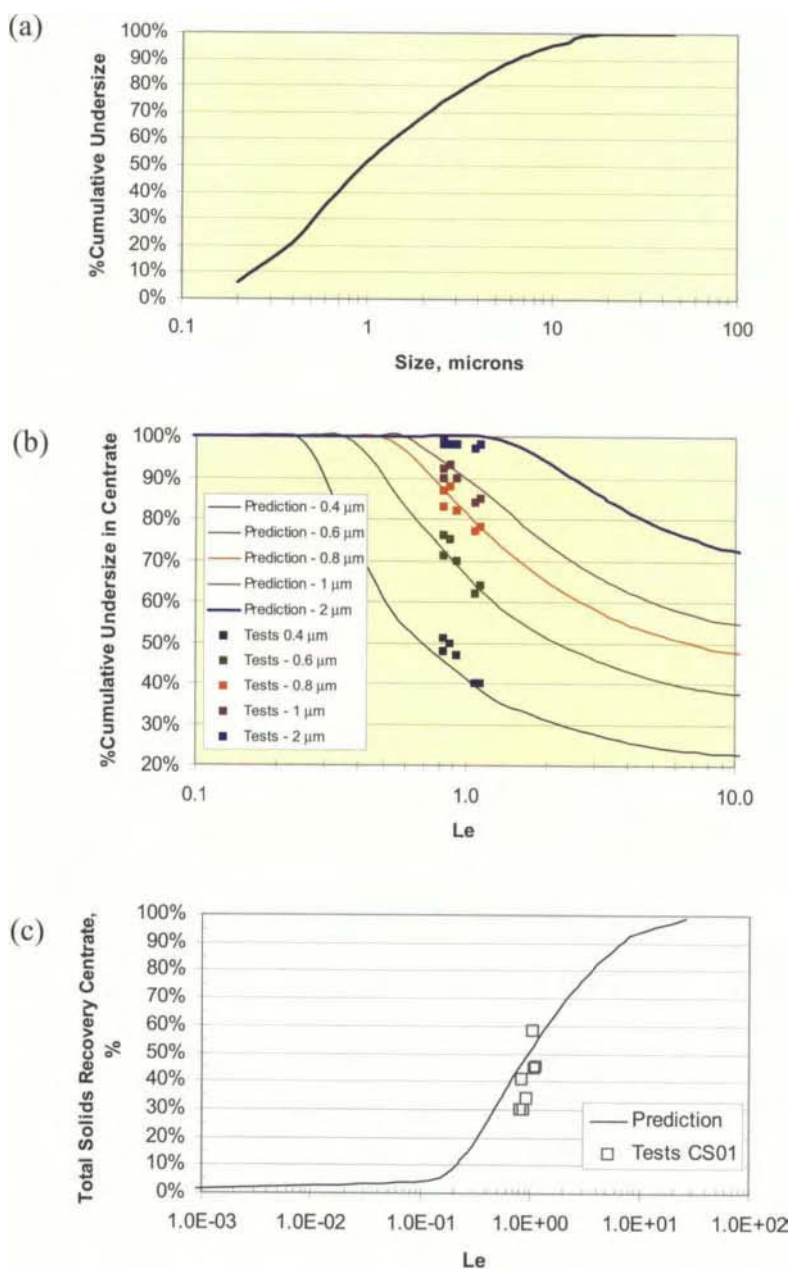 (a)
%Cumulative Undersize
100%
90%
80%
70%
60%
50%
40%
30%
20%
10%
0%
0.1 1 10 100
Size, microns
(b)
%Cumulative Undersize in Centrate
100%
90%
80%
70%
60%
50%
40%
30%
20%
Prediction - 0.4 µm
Prediction - 0.6 µm
Prediction - 0.8 µm
Prediction - 1 µm
Prediction - 2 µm
Tests 0.4 µm
Tests - 0.6 µm
Tests - 0.8 µm
Tests - 1 µm
Tests - 2 µm
0.1 1.0 10.0
Le
(c)
Total Solids Recovery Centrate,
%
100%
90%
80%
70%
60%
50%
40%
30%
20%
10%
0%
Prediction
Tests CS01
1.0E-03 1.0E-02 1.0E-01 1.0E+00 1.0E+01 1.0E+02
Le